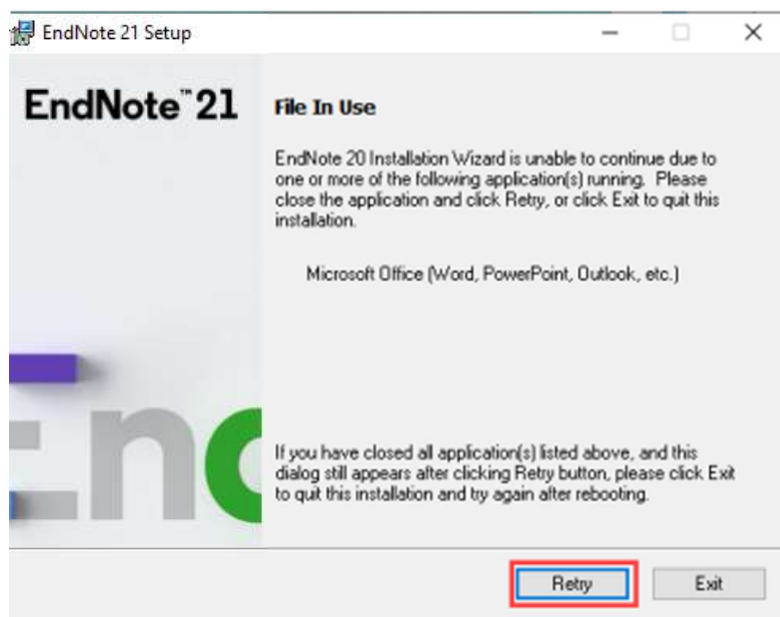 EndNote 21 Setup
EndNote™21
File In Use
EndNote 20 Installation Wizard is unable to continue due to
one or more of the following application(s) running. Please
close the application and click Retry, or click Exit to quit this
installation.
Microsoft Office (Word, PowerPoint, Outlook, etc.)
If you have closed all application(s) listed above, and this
dialog still appears after clicking Retry button, please click Exit
to quit this installation and try again after rebooting.
Retry
Exit